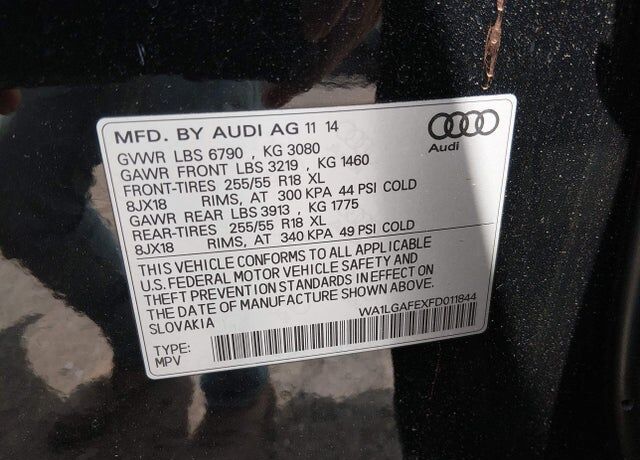 MFD. BY AUDI AG 11 14
Audi
GVWR LBS 6790 , KG 3080
GAWR FRONT LBS 3219 , KG 1460
FRONT-TIRES 255/55 R18 XL
8JX18 RIMS, AT 300 KPA 44 PSI COLD
GAWR REAR LBS 3913 , KG 1775
REAR-TIRES 255/55 R18 XL
8JX18 RIMS, AT 340 KPA 49 PSI COLD
THIS VEHICLE CONFORMS TO ALL APPLICABLE
U.S. FEDERAL MOTOR VEHICLE SAFETY AND
THEFT PREVENTION STANDARDS IN EFFECT ON
THE DATE OF MANUFACTURE SHOWN ABOVE.
SLOVAKIA
WA1LGAFEXFD011844
TYPE:
MPV